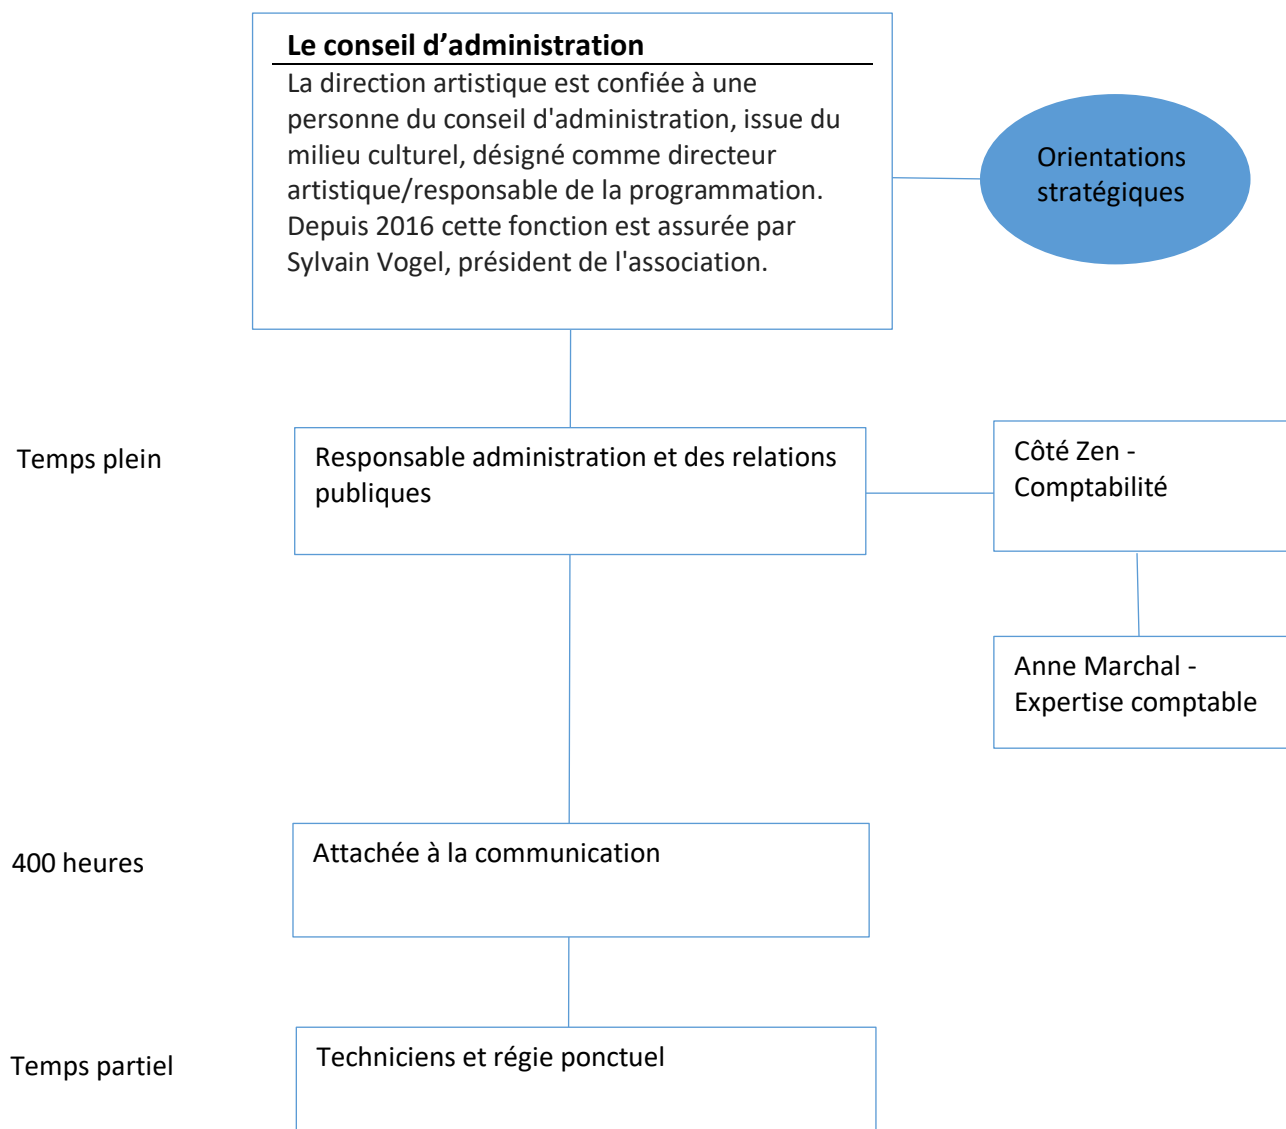 Le conseil d’administration
La direction artistique est confiée à une
personne du conseil d'administration, issue du
milieu culturel, désigné comme directeur
artistique/responsable de la programmation.
Depuis 2016 cette fonction est assurée par
Sylvain Vogel, président de l'association.
Orientations
stratégiques
Temps plein
Responsable administration et des relations
publiques
Côté Zen -
Comptabilité
Anne Marchal -
Expertise comptable
400 heures
Attachée à la communication
Temps partiel
Techniciens et régie ponctuel